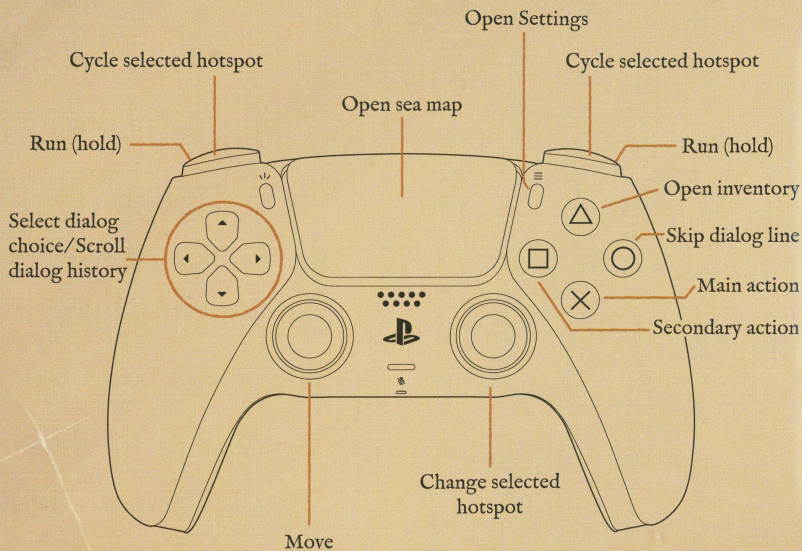 Open Settings
Cycle selected hotspot
Cycle selected hotspot
Open sea map
Run (hold)
Run (hold)
Open inventory
Select dialog
choice/Scroll
dialog history
Skip dialog line
Main action
Secondary action
Change selected
hotspot
Move